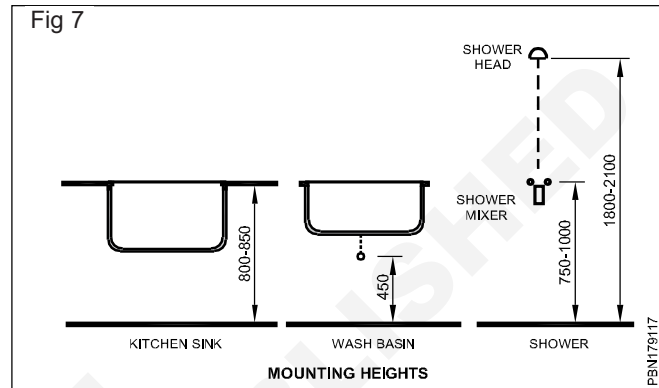 Fig 7
SHOWER
HEAD
SHOWER
MIXER
800-850
450
750-1000
1800-2100
KITCHEN SINK
WASH BASIN
SHOWER
MOUNTING HEIGHTS
PBN179117